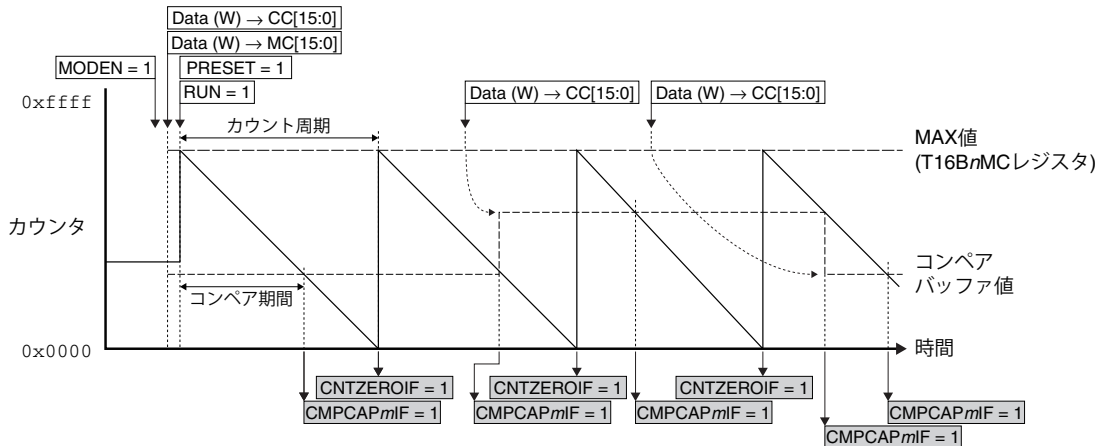 Data (W) → CC[15:0]
Data (W) → MC[15:0]
MODEN = 1
PRESET = 1
RUN = 1
Data (W) → CC[15:0]
Data (W) → CC[15:0]
0xffff
カウント周期
MAX値
(T16BnMCレジスタ)
カウンタ
コンペア
バッファ値
コンペア期間
0x0000
時間
CNTZEROIF = 1
CNTZEROIF = 1
CNTZEROIF = 1
CMPCAPmIF = 1
CMPCAPmIF = 1
CMPCAPmIF = 1
CMPCAPmIF = 1
CMPCAPmIF = 1